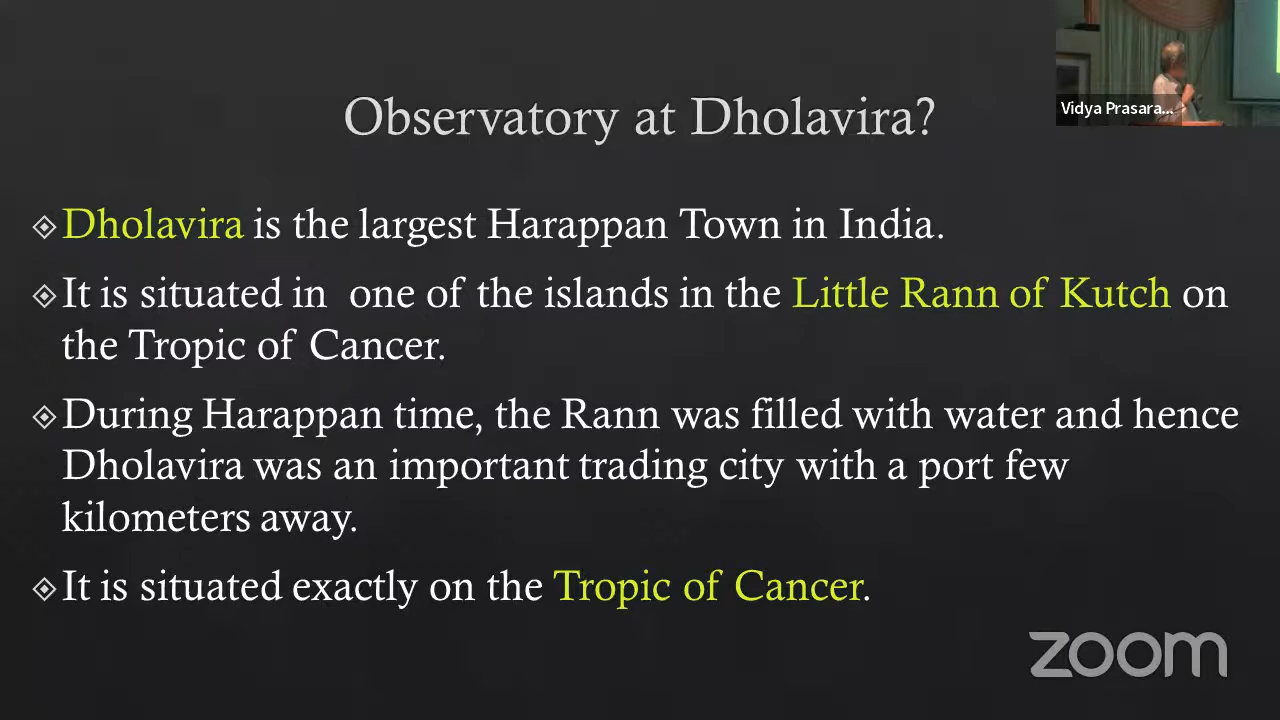 Vidya Prasara...
Observatory at Dholavira?
Dholavira is the largest Harappan Town in India.
It is situated in one of the islands in the Little Rann of Kutch on
the Tropic of Cancer.
During Harappan time, the Rann was filled with water and hence
Dholavira was an important trading city with a port few
kilometers away.
It is situated exactly on the Tropic of Cancer.
zoom